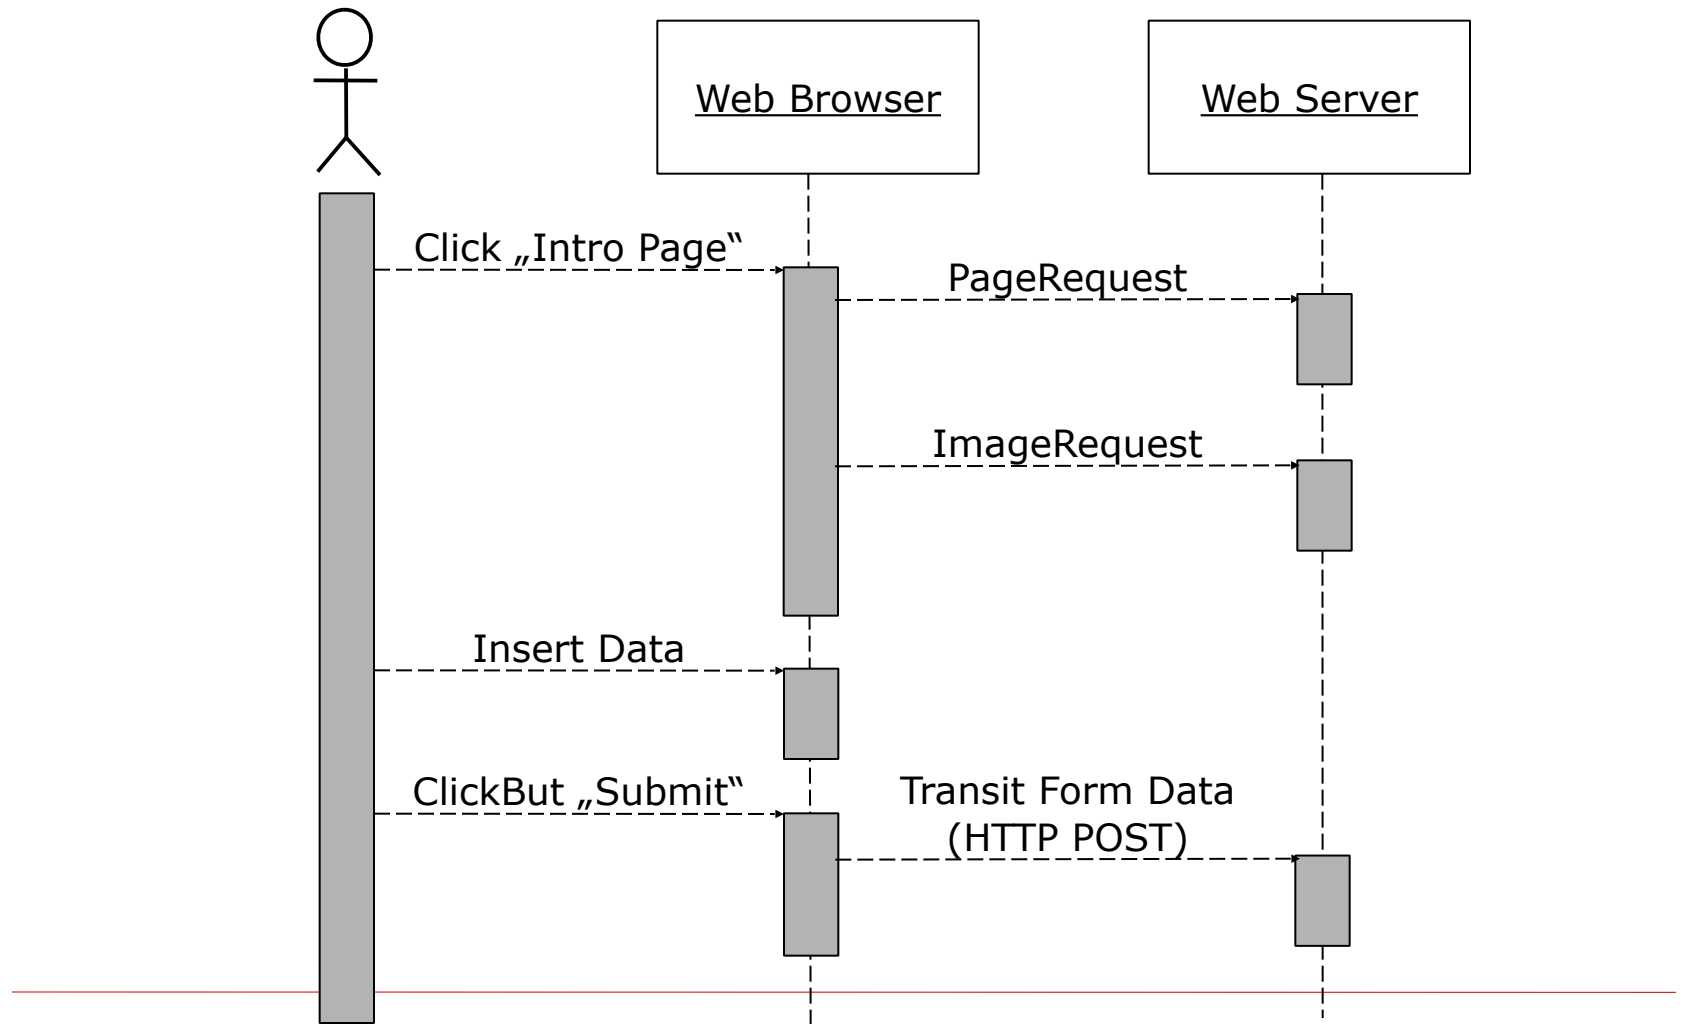 Web Browser
Web Server
Click „Intro Page‟
PageRequest
ImageRequest
Insert Data
ClickBut „Submit‟
Transit Form Data
(HTTP POST)